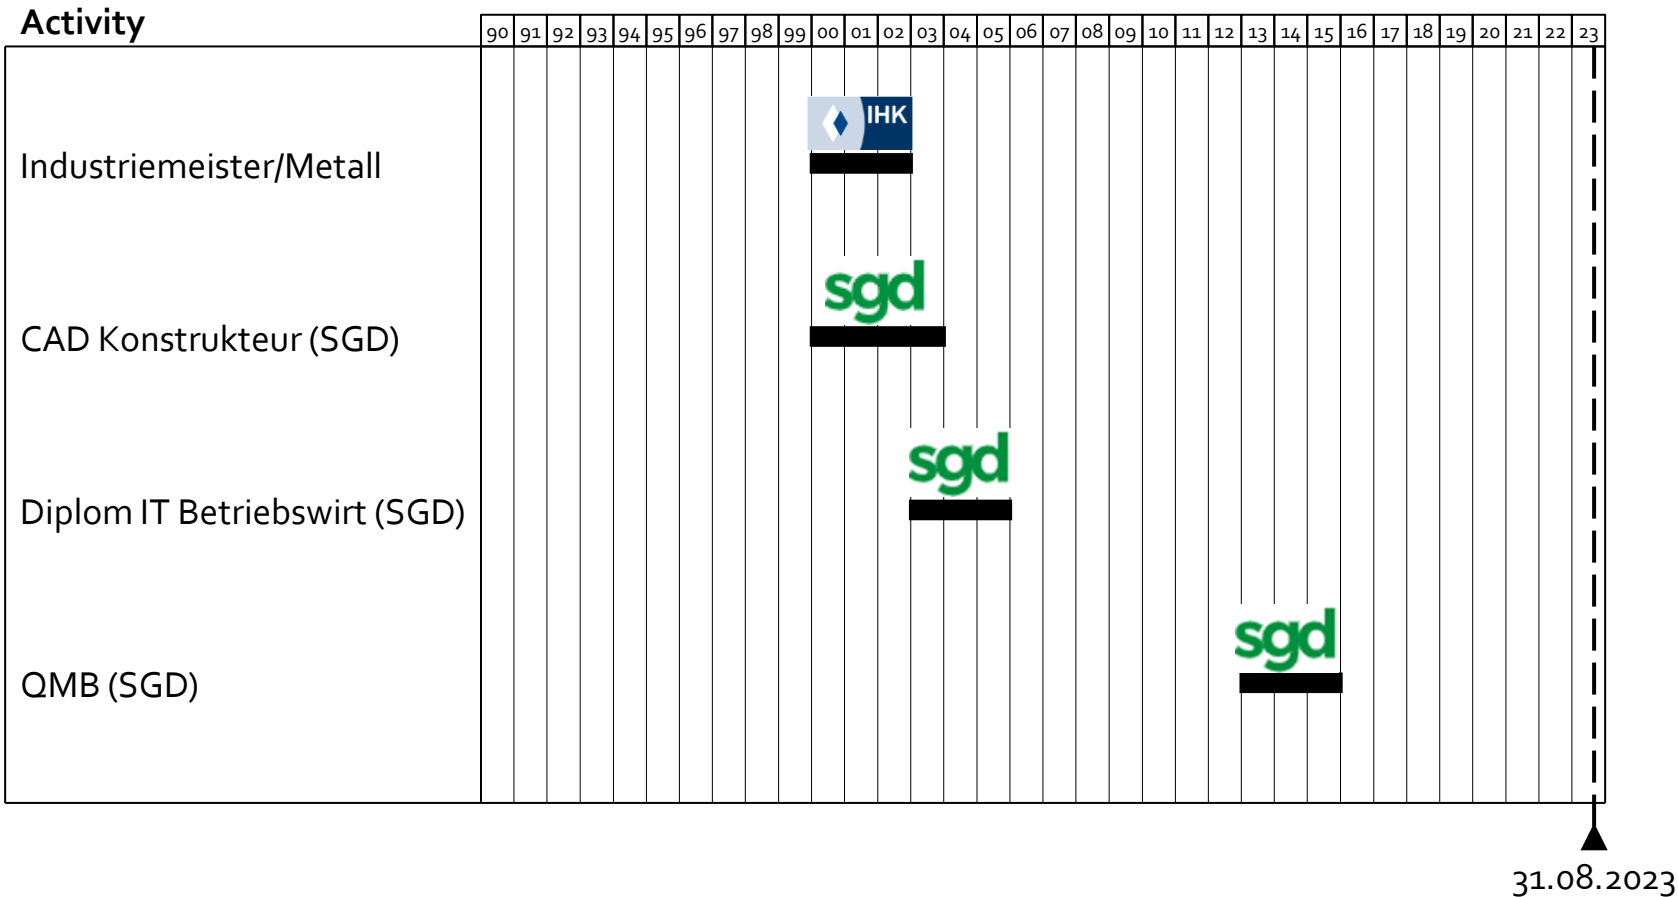 Activity
90 91 92 93 94 95 96 97 98 99 00 01 02 03 04 05 06 07 08 09 10 11 12 13 14 15 16 17 18 19 20 21 22 23
IHK
Industriemeister/Metall
sgd
CAD Konstrukteur (SGD)
sgd
Diplom IT Betriebswirt (SGD)
sgd
QMB (SGD)
31.08.2023